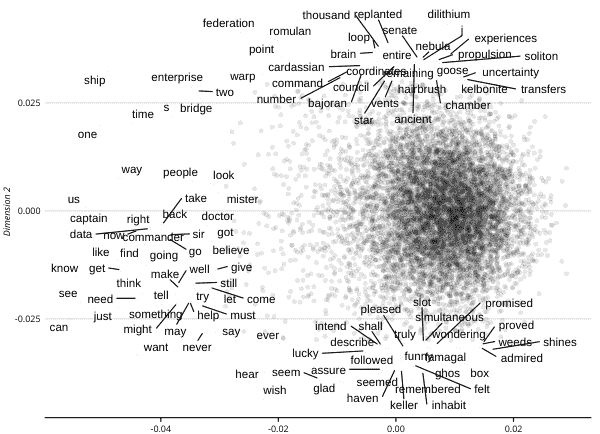 thousand replanted dilithium
federation
romulan senate
loop experiences
point nebula
brain entire propulsion soliton
cardassian goose uncertainty
enterprise warp coordinates remaining
ship command kelbonite transfers
two council hairbrush
number bajoran vents chamber
0.025
s bridge
time star ancient
one
way people look
us take mister
0.000
captain right back doctor
data now commander sir got
like find going go believe
know get make well give
think still
see need tell try let come
just something help must
-0.025
can might may say ever
want never
slot promised
pleased simultaneous
intend shall truly wondering proved
describe weeds shines
lucky followed funny ramagal admired
hear seem assure ghos box
wish glad seemed remembered felt
haven keller inhabit
-0.04 -0.02 0.00 0.02
Dimension 2